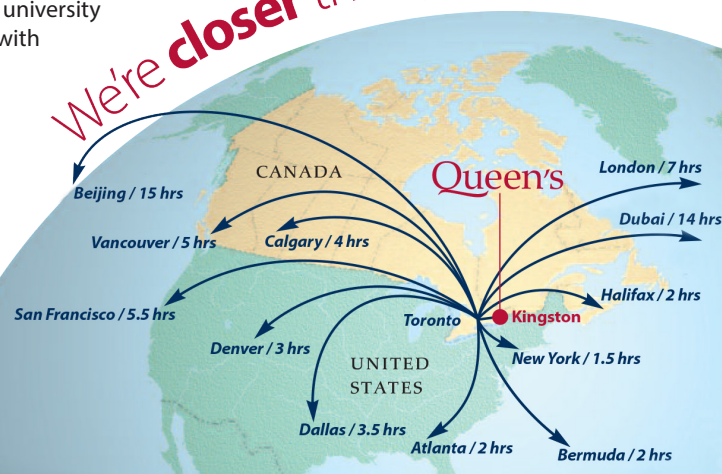 university
with
We're closer
CANADA
Queen's
London / 7 hrs
Beijing / 15 hrs
Dubai / 14 hrs
Vancouver / 5 hrs
Calgary / 4 hrs
Halifax / 2 hrs
San Francisco / 5.5 hrs
Toronto
Kingston
Denver / 3 hrs
New York / 1.5 hrs
UNITED
STATES
Dallas / 3.5 hrs
Atlanta / 2 hrs
Bermuda / 2 hrs